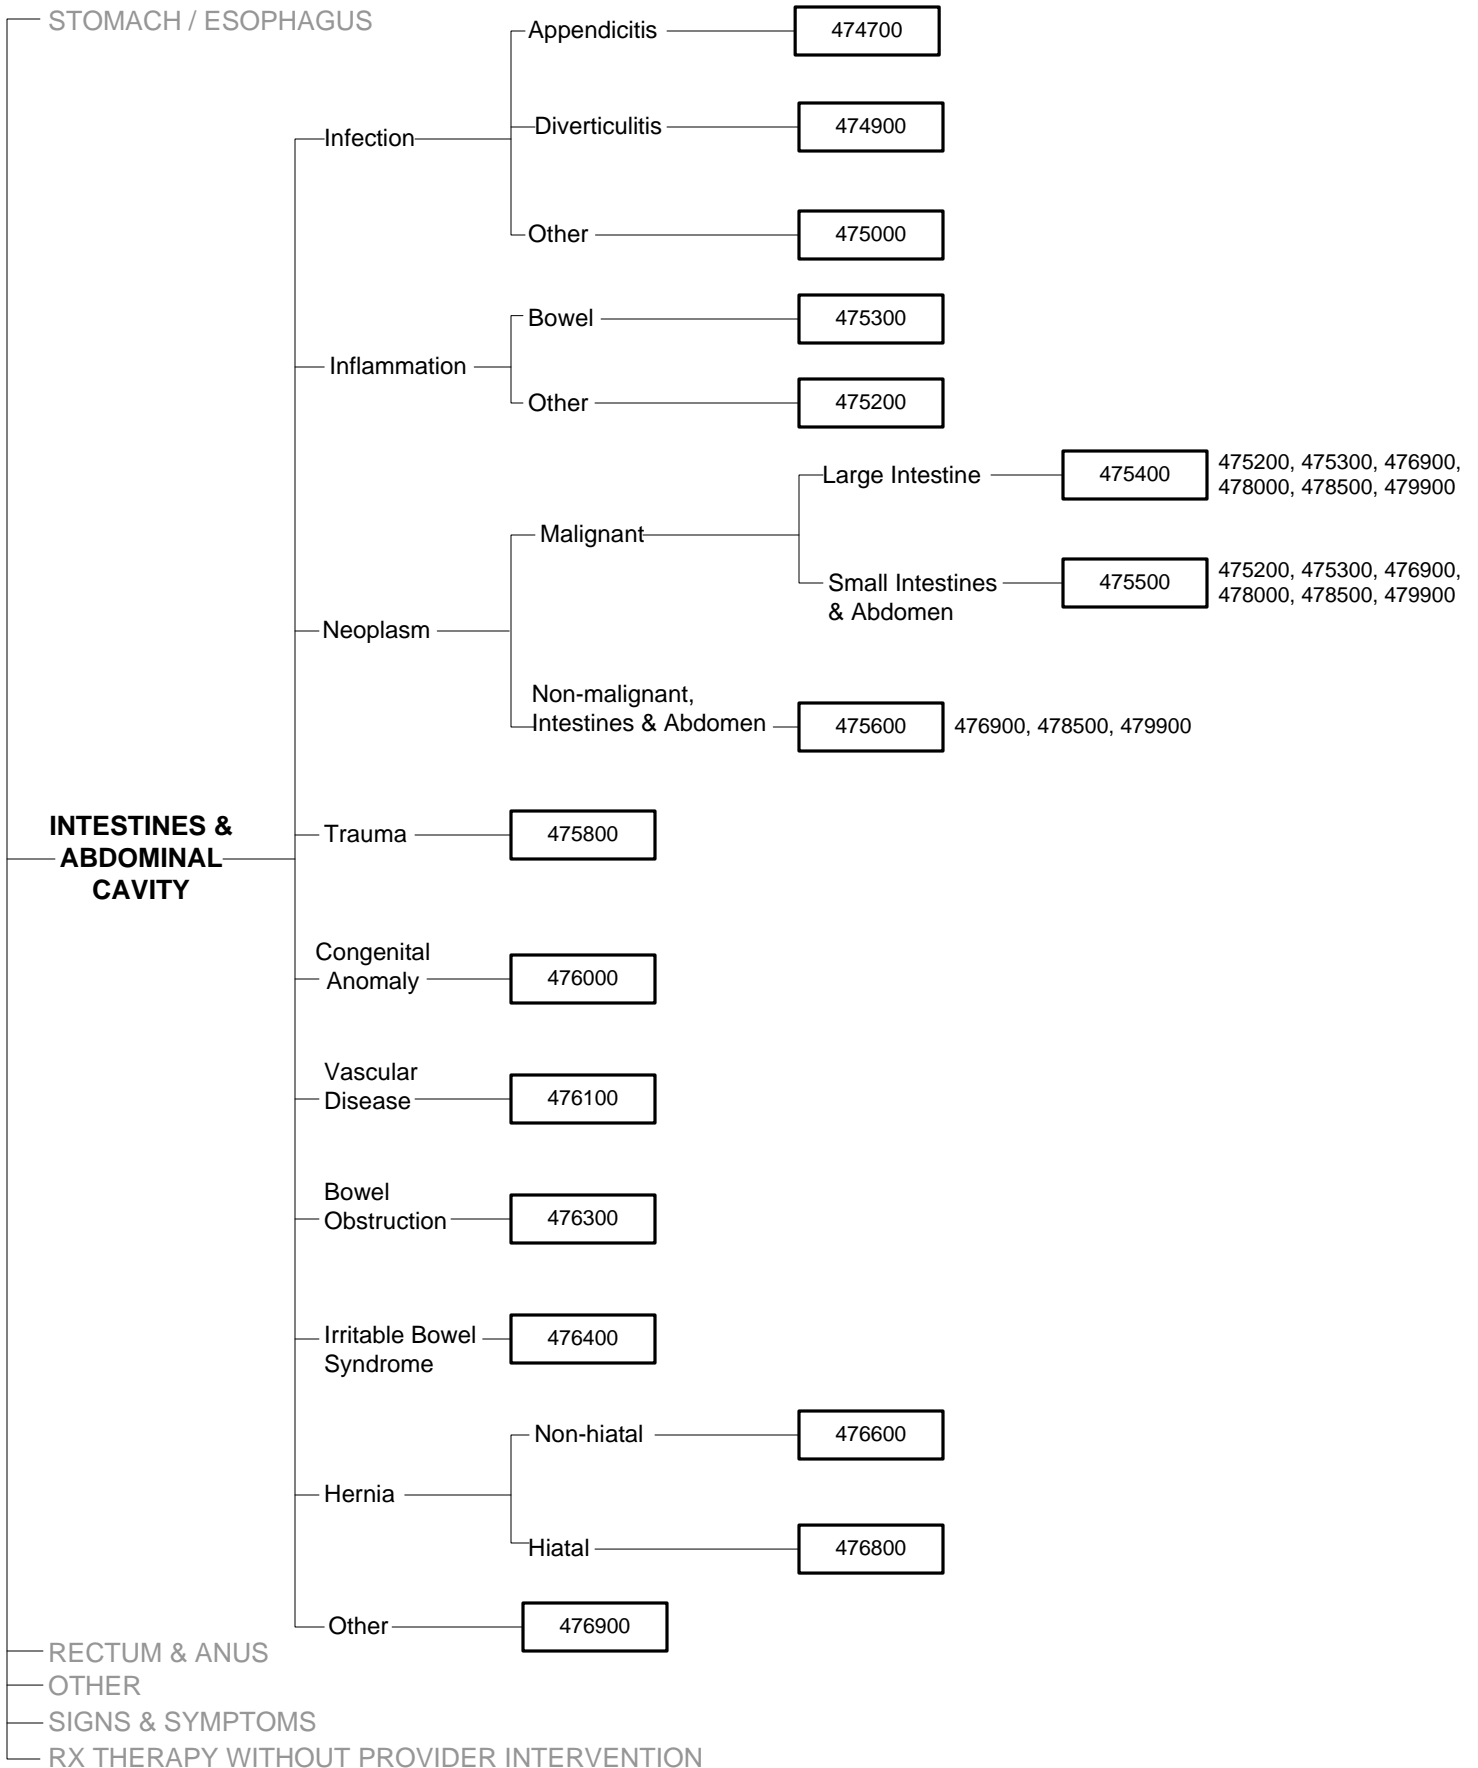 STOMACH / ESOPHAGUS
Appendicitis
474700
Infection
Diverticulitis
474900
Other
475000
Bowel
475300
Inflammation
Other
475200
Large Intestine
475400
475200, 475300, 476900,
478000, 478500, 479900
Malignant
Small Intestines
& Abdomen
475500
475200, 475300, 476900,
478000, 478500, 479900
Neoplasm
Non-malignant,
Intestines & Abdomen
475600
476900, 478500, 479900
INTESTINES &
ABDOMINAL
CAVITY
Trauma
475800
Congenital
Anomaly
476000
Vascular
Disease
476100
Bowel
Obstruction
476300
Irritable Bowel
Syndrome
476400
Non-hiatal
476600
Hernia
Hiatal
476800
Other
476900
RECTUM & ANUS
OTHER
SIGNS & SYMPTOMS
RX THERAPY WITHOUT PROVIDER INTERVENTION